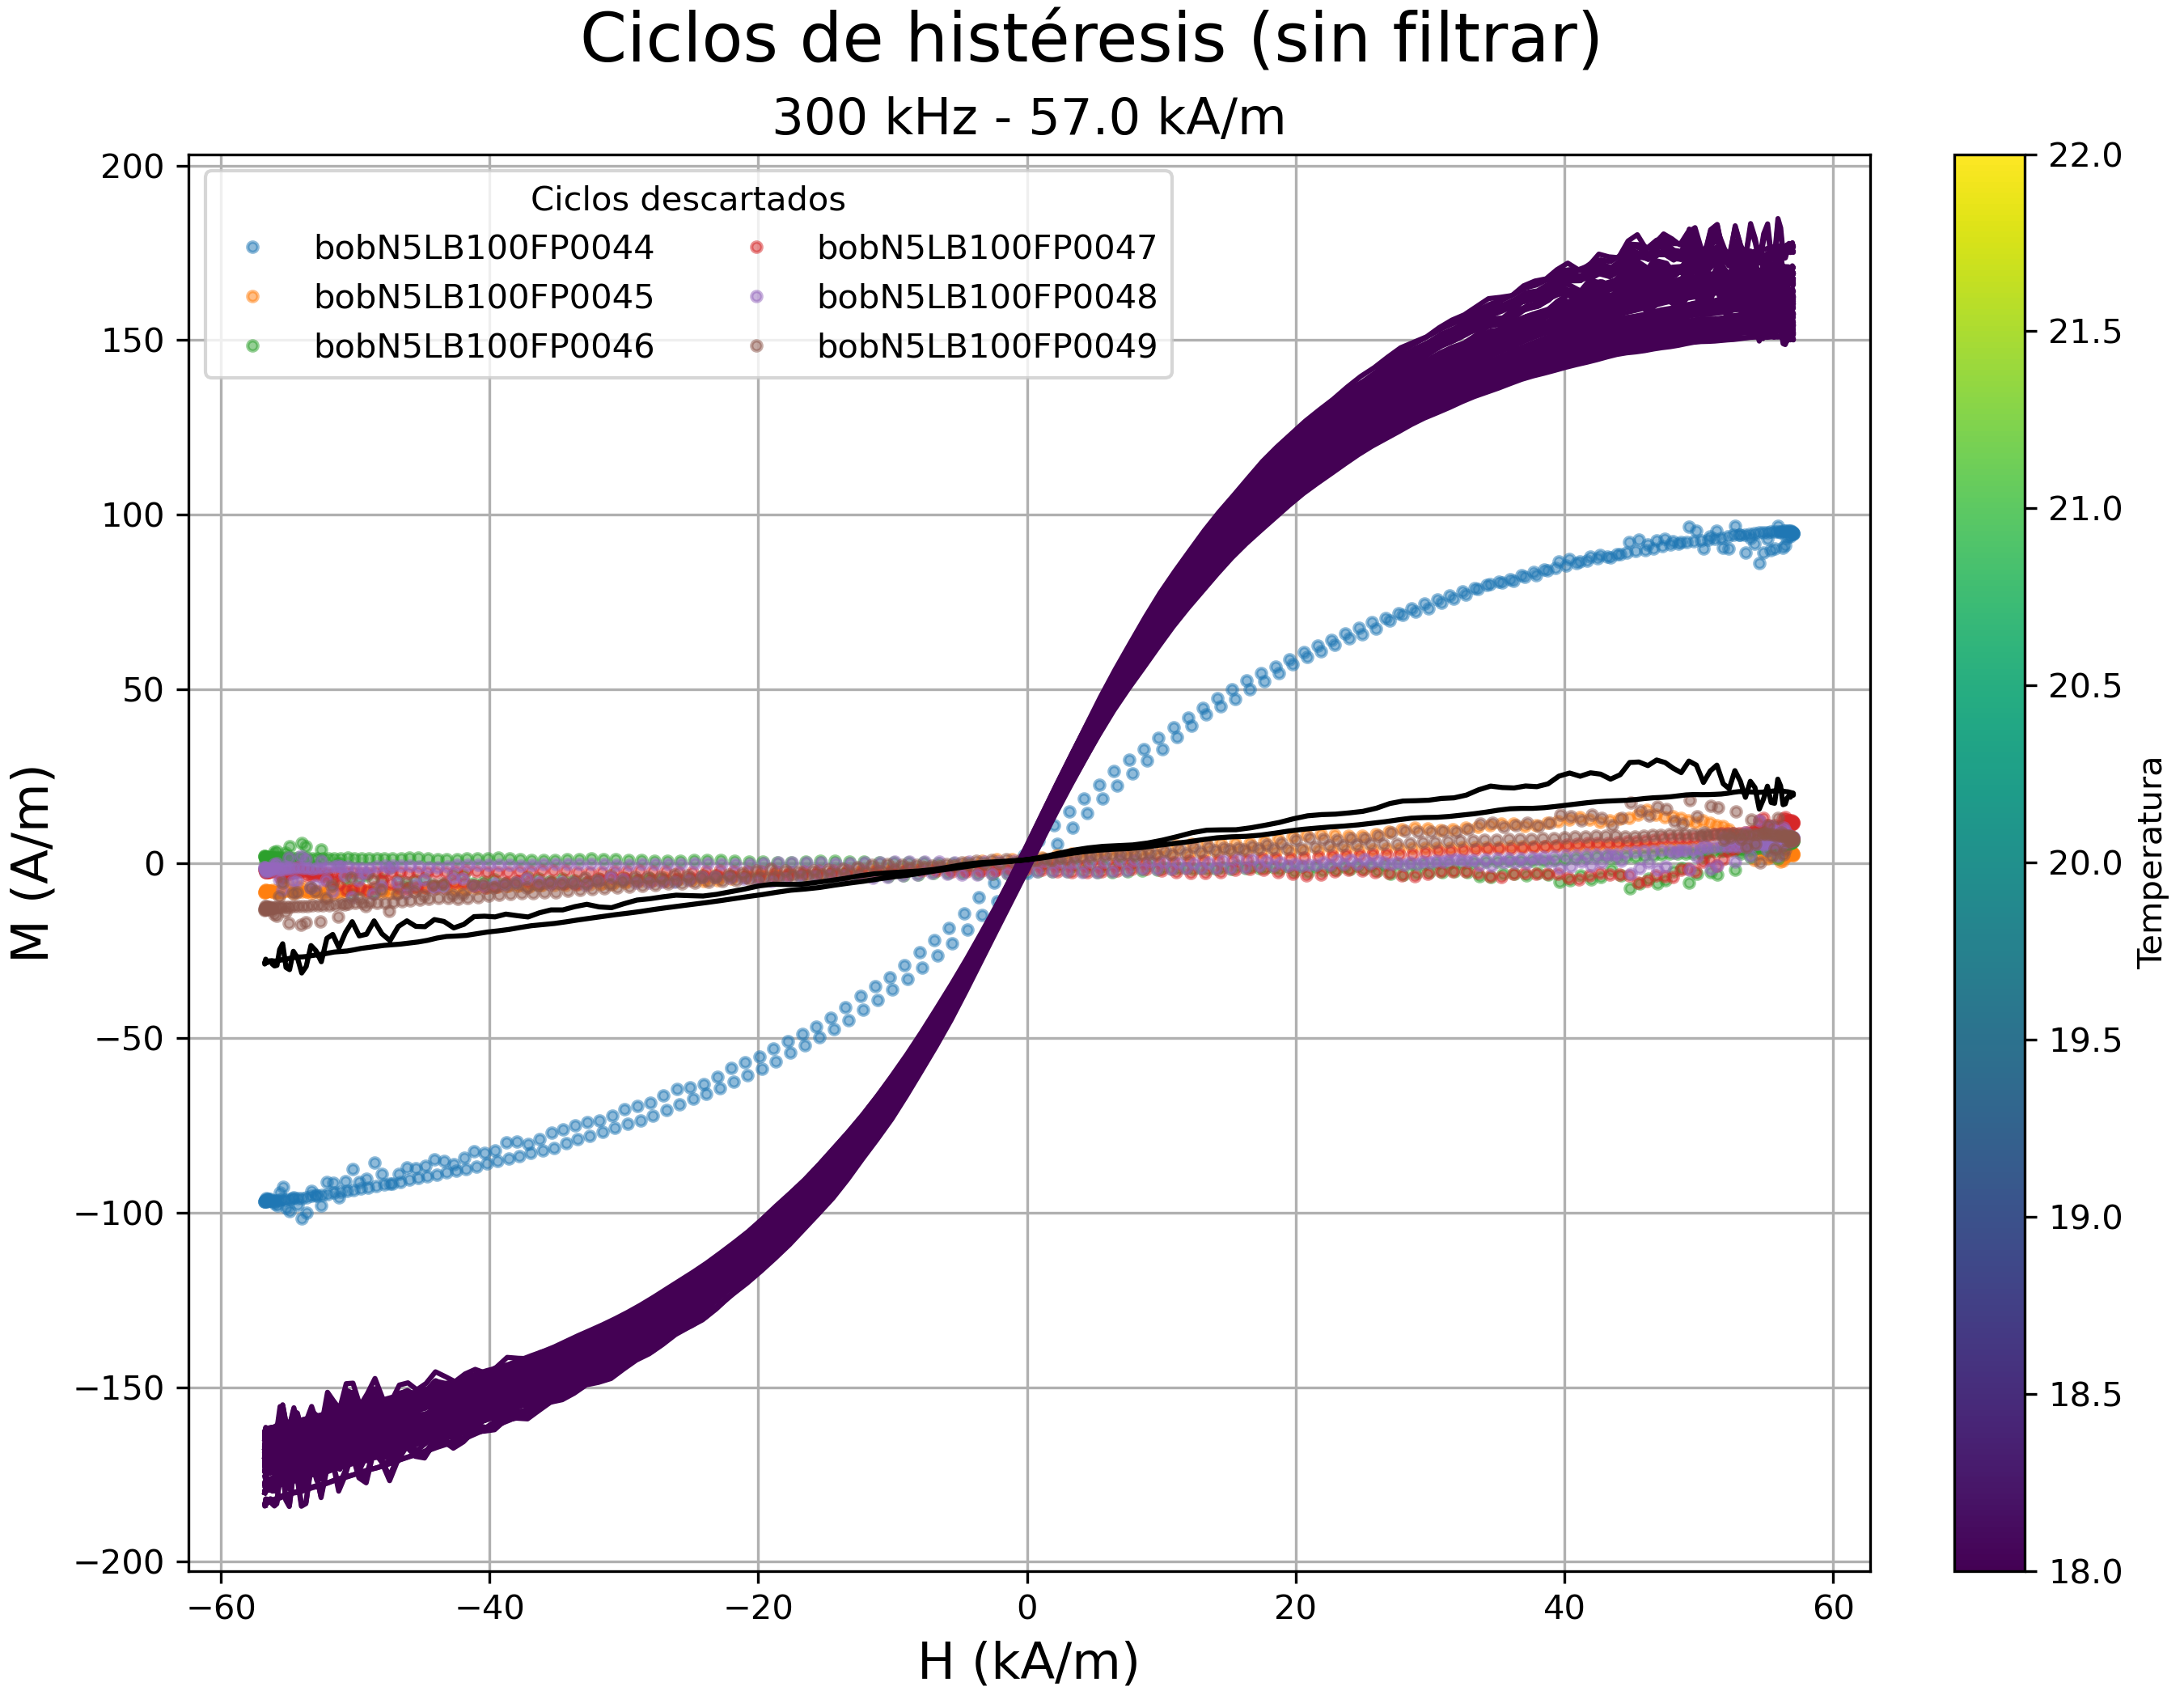 Ciclos de histéresis (sin filtrar)
300 kHz - 57.0 kA/m
Ciclos descartados
bobN5LB100FP0044
bobN5LB100FP0045
bobN5LB100FP0046
bobN5LB100FP0047
bobN5LB100FP0048
bobN5LB100FP0049
M (A/m)
200
150
100
50
0
−50
−100
−150
−200
−60
−40
−20
0
20
40
60
H (kA/m)
22.0
21.5
21.0
20.5
20.0
19.5
19.0
18.5
18.0
Temperatura